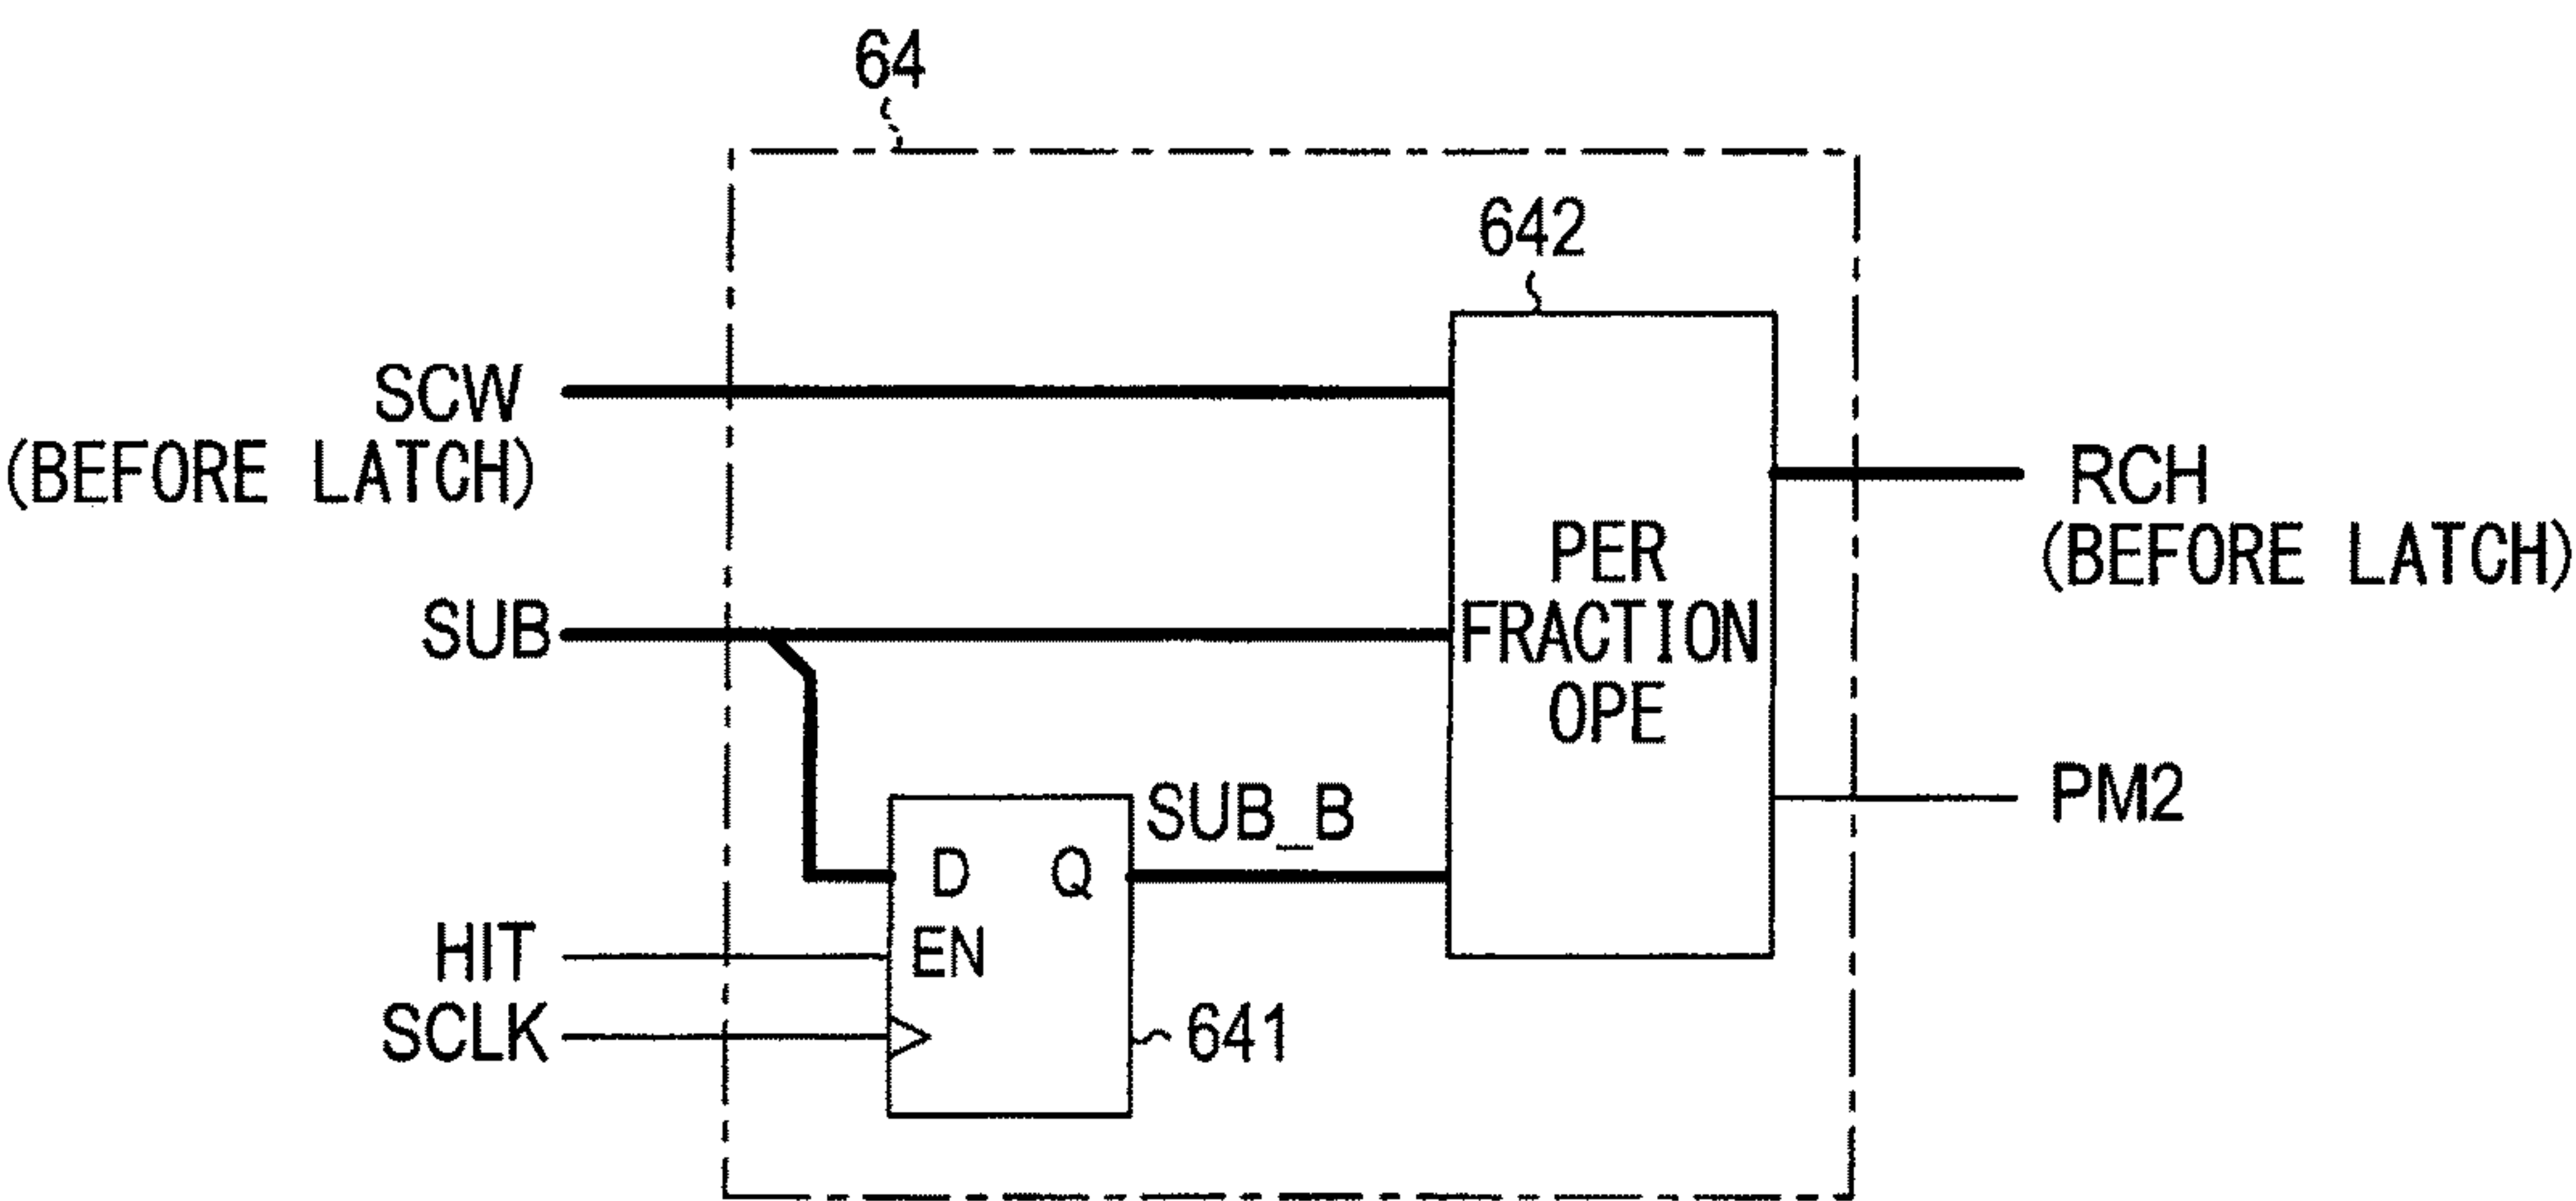 64
642
SCW
(BEFORE LATCH)
RCH
(BEFORE LATCH)
PER
FRACTION
OPE
SUB
SUB_B
PM2
D Q
HIT
EN
SCLK
641